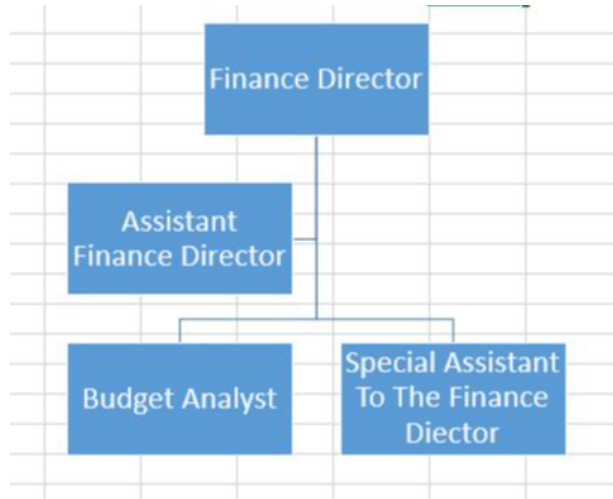 Finance Director
Assistant
Finance Director
Budget Analyst
Special Assistant
To The Finance
Diector